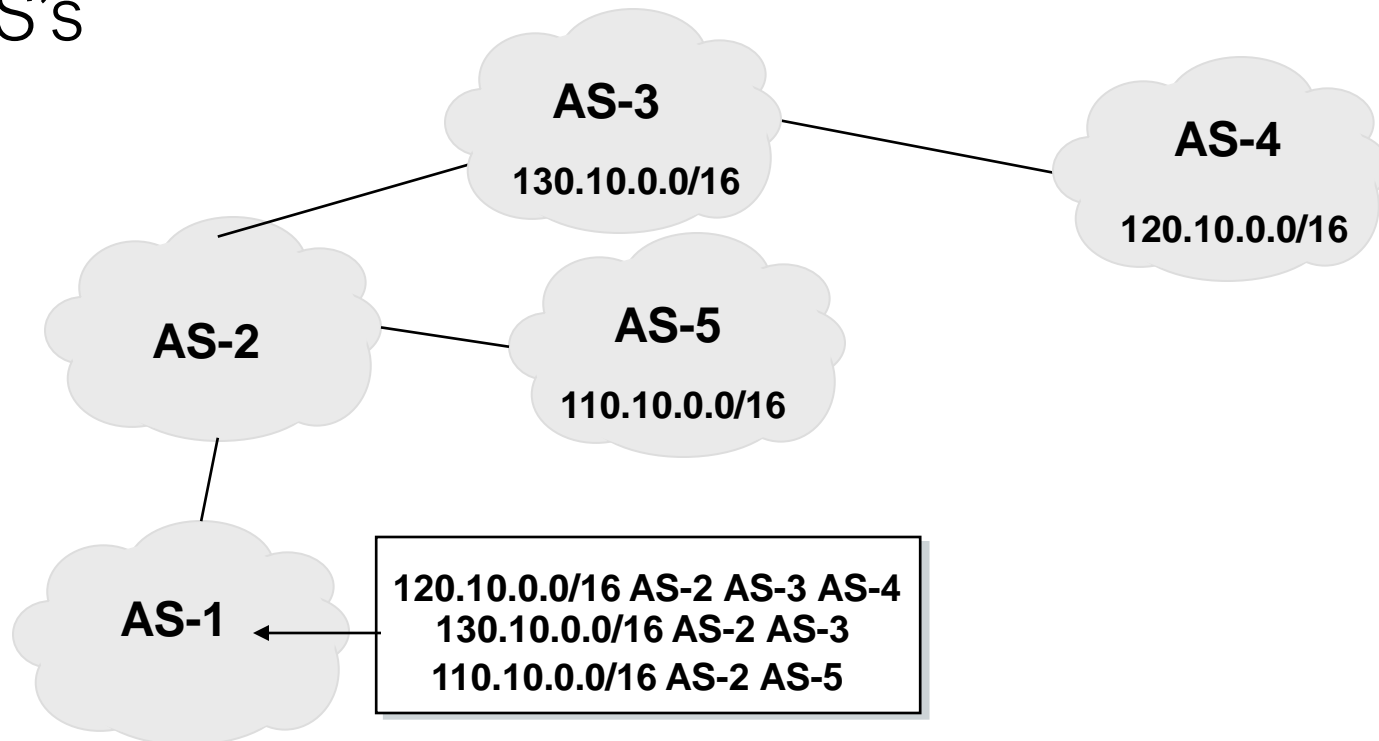 S"s
AS-3
130.10.0.0/16
AS-4
120.10.0.0/16
AS-2
AS-5
110.10.0.0/16
AS-1
120.10.0.0/16 AS-2 AS-3 AS-4
130.10.0.0/16 AS-2 AS-3
110.10.0.0/16 AS-2 AS-5